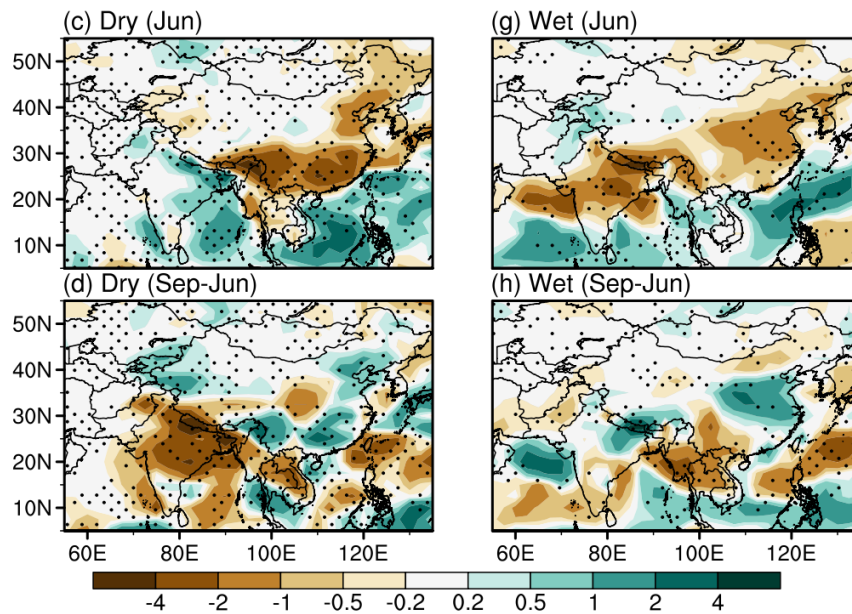 (c) Dry (Jun)
(g) Wet (Jun)
50N
40N
30N
20N
10N
(d) Dry (Sep-Jun)
(h) Wet (Sep-Jun)
50N
40N
30N
20N
10N
60E 80E 100E 120E
60E 80E 100E 120E
-4 -2 -1 -0.5 -0.2 0.2 0.5 1 2 4